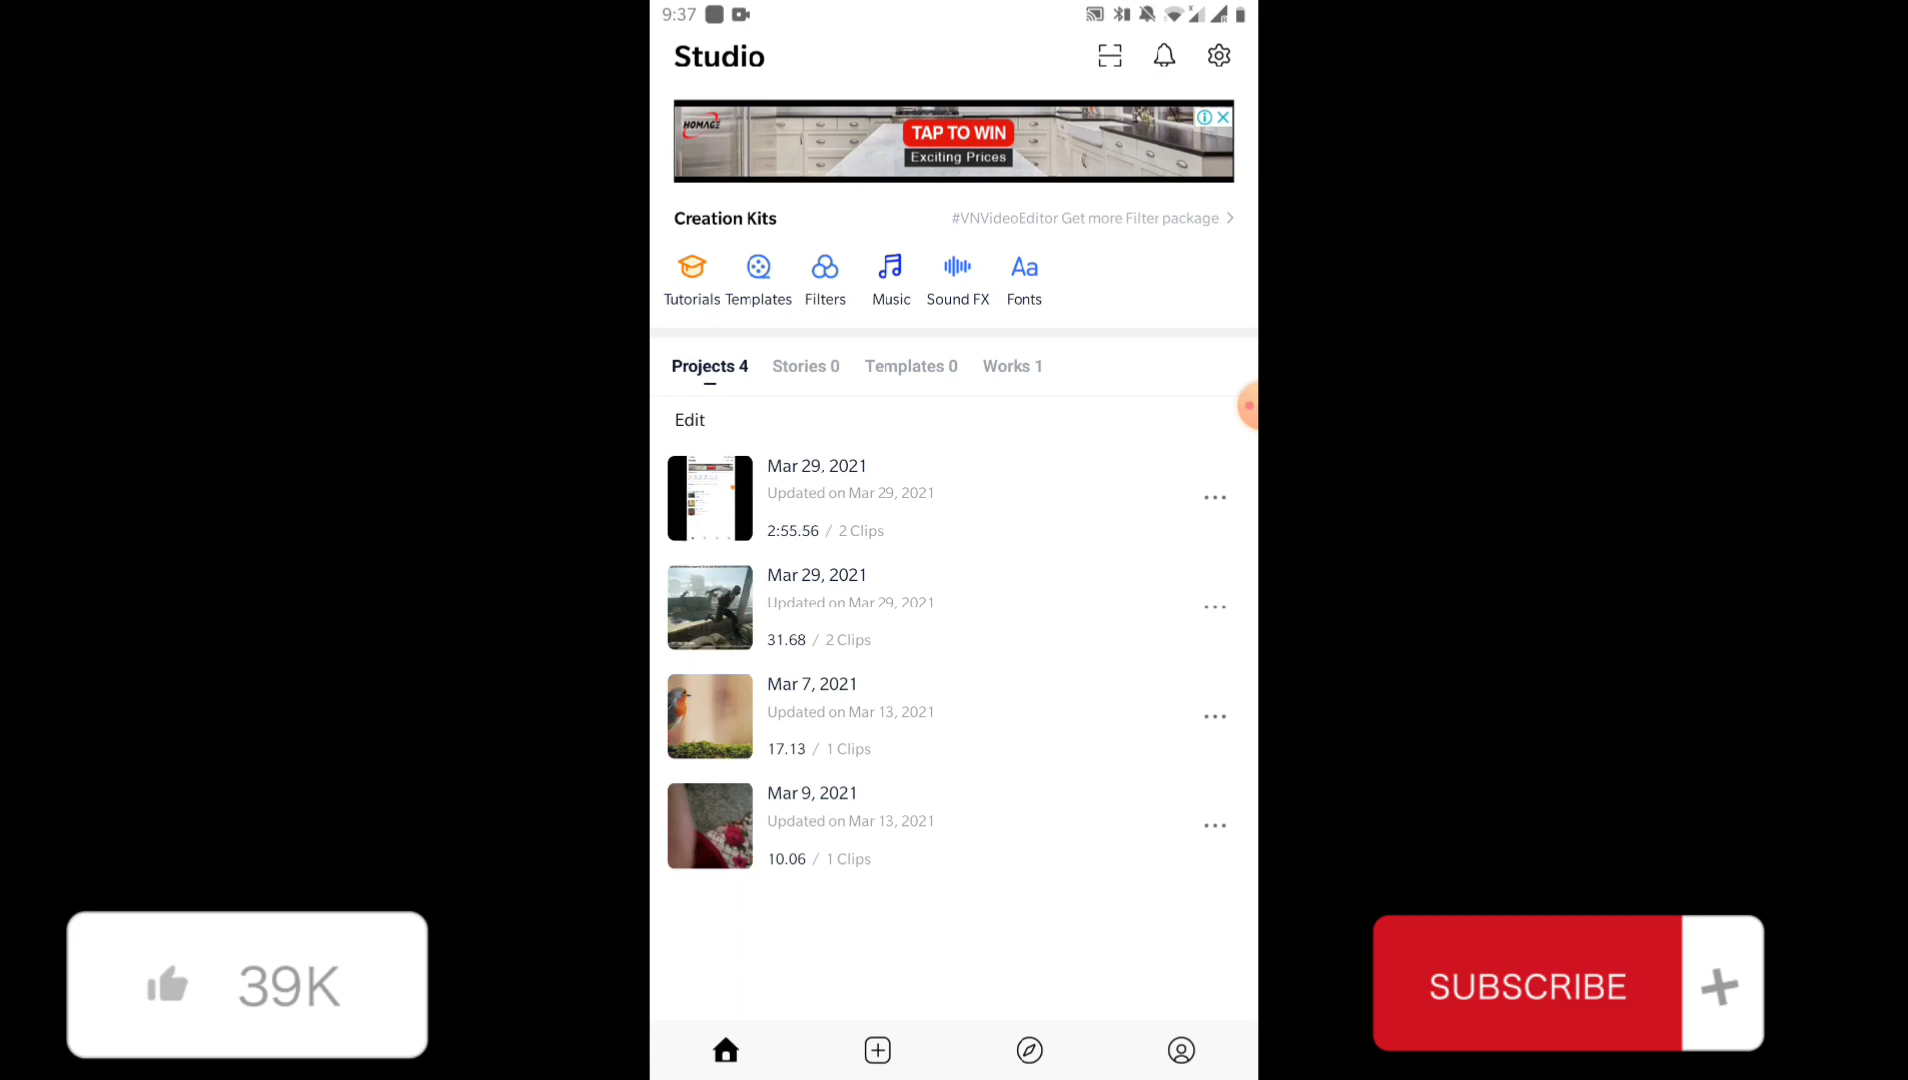 9:37
Studio
HOMAGE
TAP TO WIN
Exciting Prices
Creation Kits
#VNVideoEditor Get more Filter package
Aa
Tutorials Templates Filters Music Sound FX Fonts
Projects 4 Stories 0 Templates 0 Works 1
Edit
Mar 29, 2021
Updated on Mar 29, 2021
2:55.56 / 2 Clips
Mar 29, 2021
Updated on Mar 29, 2021
31.68 / 2 Clips
Mar 7, 2021
Updated on Mar 13, 2021
17.13 / 1 Clips
Mar 9, 2021
Updated on Mar 13, 2021
10.06 / 1 Clips
39K
SUBSCRIBE